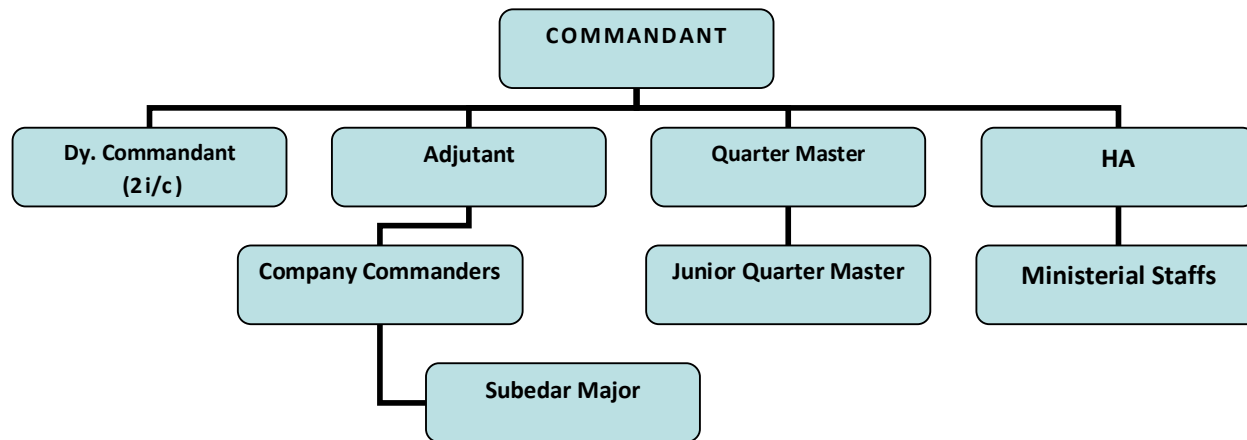 COMMANDANT
Dy. Commandant
(2i/c)
Adjutant
Quarter Master
HA
Company Commanders
Junior Quarter Master
Ministerial Staffs
Subedar Major